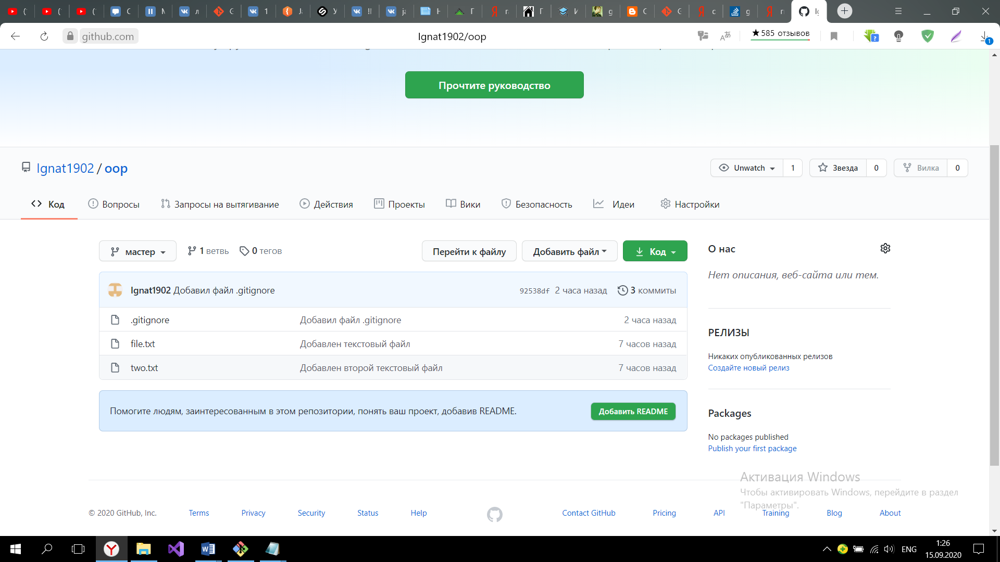 github.com
Ignat1902/oop
★585 отзывов
1
Прочтите руководство
Ignat1902 / oop
Unwatch 1
Звезда 0
Вилка 0
Код
Вопросы
Запросы на вытягивание
Действия
Проекты
Вики
Безопасность
Идеи
Настройки
мастер
1 ветвь
0 тегов
Перейти к файлу
Добавить файл
Код
Ignat1902 Добавил файл .gitignore 92538df 2 часа назад 3 коммиты
.gitignore Добавил файл .gitignore 2 часа назад
file.txt Добавлен текстовый файл 7 часов назад
two.txt Добавлен второй текстовый файл 7 часов назад
Помогите людям, заинтересованным в этом репозитории, понять ваш проект, добавив README.
Добавить README
О нас
Нет описания, веб-сайта или тем.
РЕЛИЗЫ
Никаких опубликованных релизов
Создайте новый релиз
Packages
No packages published
Publish your first package
Активация Windows
Чтобы активировать Windows, перейдите в раздел
"Параметры".
© 2020 GitHub, Inc. Terms Privacy Security Status Help Contact GitHub Pricing API Training Blog About
ENG
1:26
15.09.2020